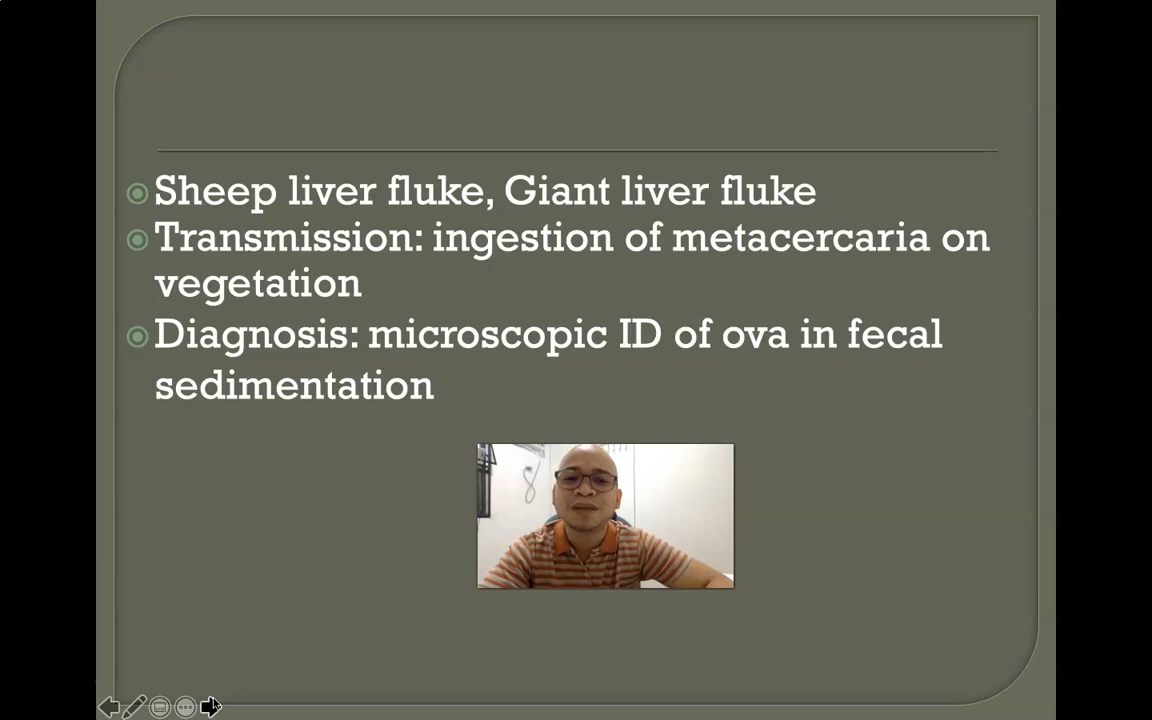 Sheep liver fluke, Giant liver fluke
Transmission: ingestion of metacercaria on
vegetation
Diagnosis: microscopic ID of ova in fecal
sedimentation